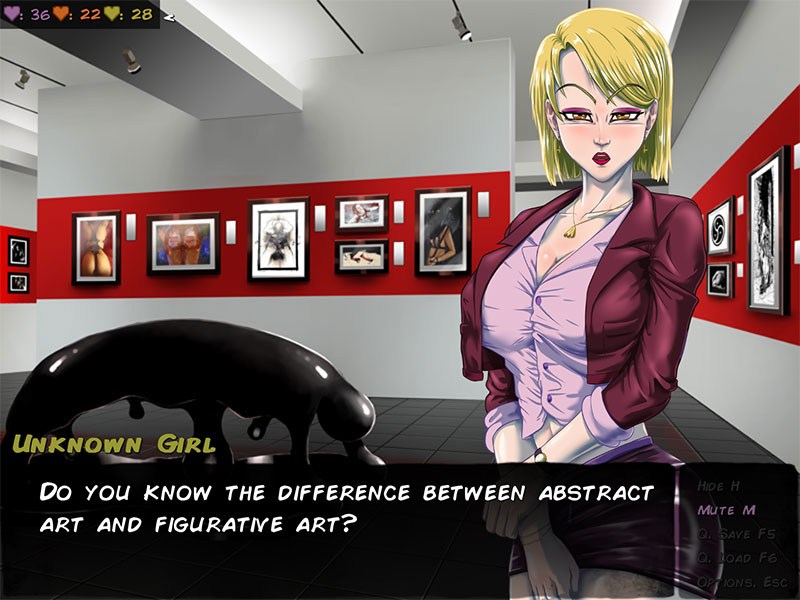 : 36 : 22 : 28
Unknown Girl
Do you know the difference between abstract
art and figurative art?
Hide H
Mute M
Q. Save F5
Q. Load F6
Options. Esc